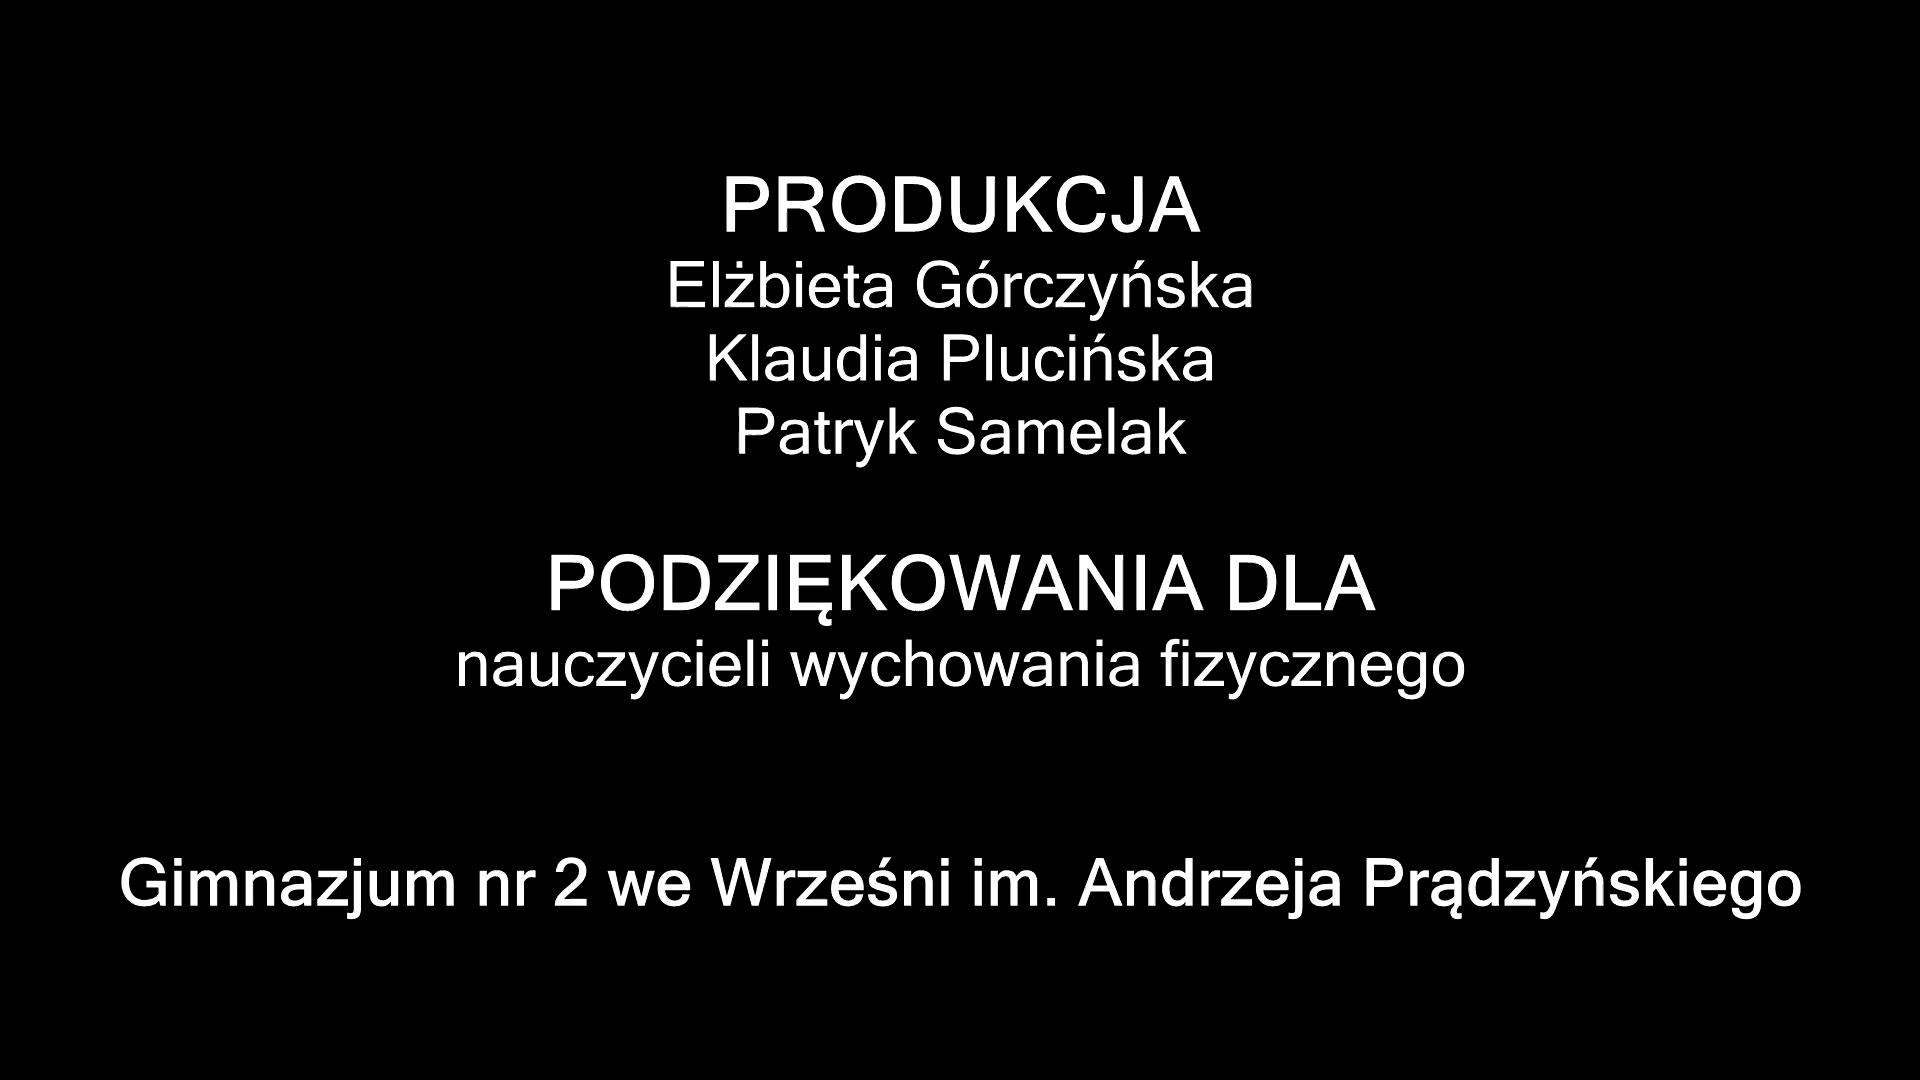 PRODUKCJA
Elżbieta Górczyńska
Klaudia Plucińska
Patryk Samelak
PODZIĘKOWANIA DLA
nauczycieli wychowania fizycznego
Gimnazjum nr 2 we Wrześni im. Andrzeja Prądzyńskiego